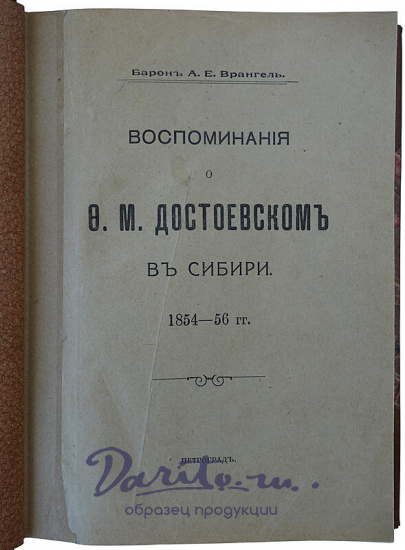 Баронъ А. Е. Врангель.
ВОСПОМИНАНІЯ
О
Ѳ. М. ДОСТОЕВСКОМЪ
ВЪ СИБИРИ.
1854—56 гг.
ПЕТРОГРАДЪ.
Darito.ru
образец продукции